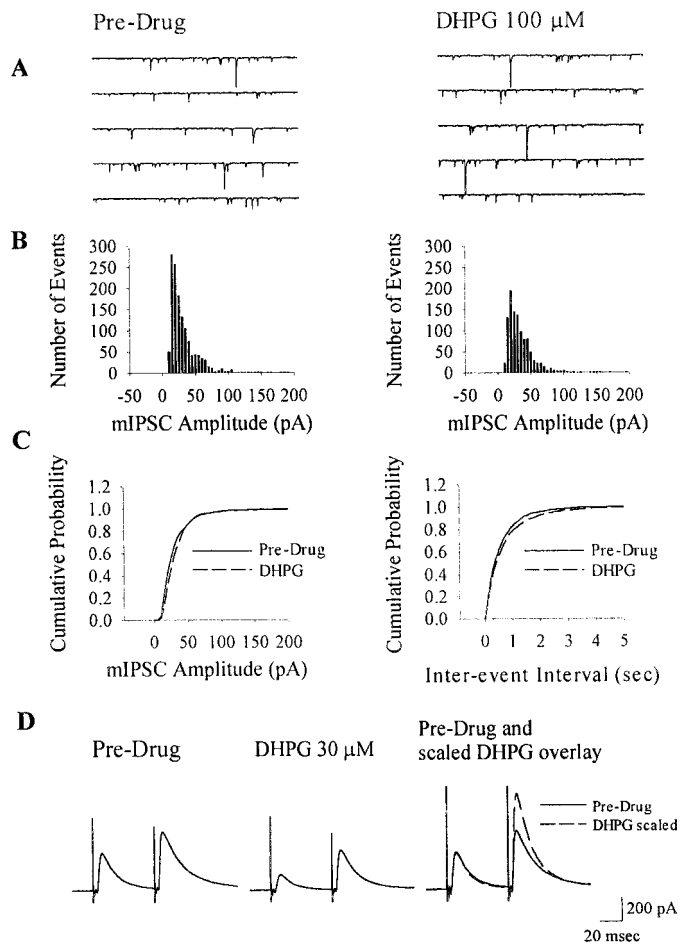 Pre-Drug
DHPG 100 μM
A
B
Number of Events
300
250
200
150
100
50
0
-50 0 50 100 150 200
mIPSC Amplitude (pA)
Number of Events
300
250
200
150
100
50
0
-50 0 50 100 150 200
mIPSC Amplitude (pA)
C
Cumulative Probability
1.2
1.0
0.8
0.6
0.4
0.2
0.0
Pre-Drug
DHPG
0 50 100 150 200
mIPSC Amplitude (pA)
Cumulative Probability
1.2
1.0
0.8
0.6
0.4
0.2
0.0
Pre-Drug
DHPG
0 1 2 3 4 5
Inter-event Interval (sec)
D
Pre-Drug
DHPG 30 μM
Pre-Drug and
scaled DHPG overlay
Pre-Drug
DHPG scaled
200 pA
20 msec